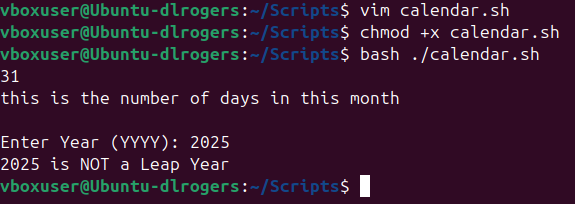 vboxuser@Ubuntu-dlrogers:~/Scripts$ vim calendar.sh
vboxuser@Ubuntu-dlrogers:~/Scripts$ chmod +x calendar.sh
vboxuser@Ubuntu-dlrogers:~/Scripts$ bash ./calendar.sh
31
this is the number of days in this month

Enter Year (YYYY): 2025
2025 is NOT a Leap Year
vboxuser@Ubuntu-dlrogers:~/Scripts$